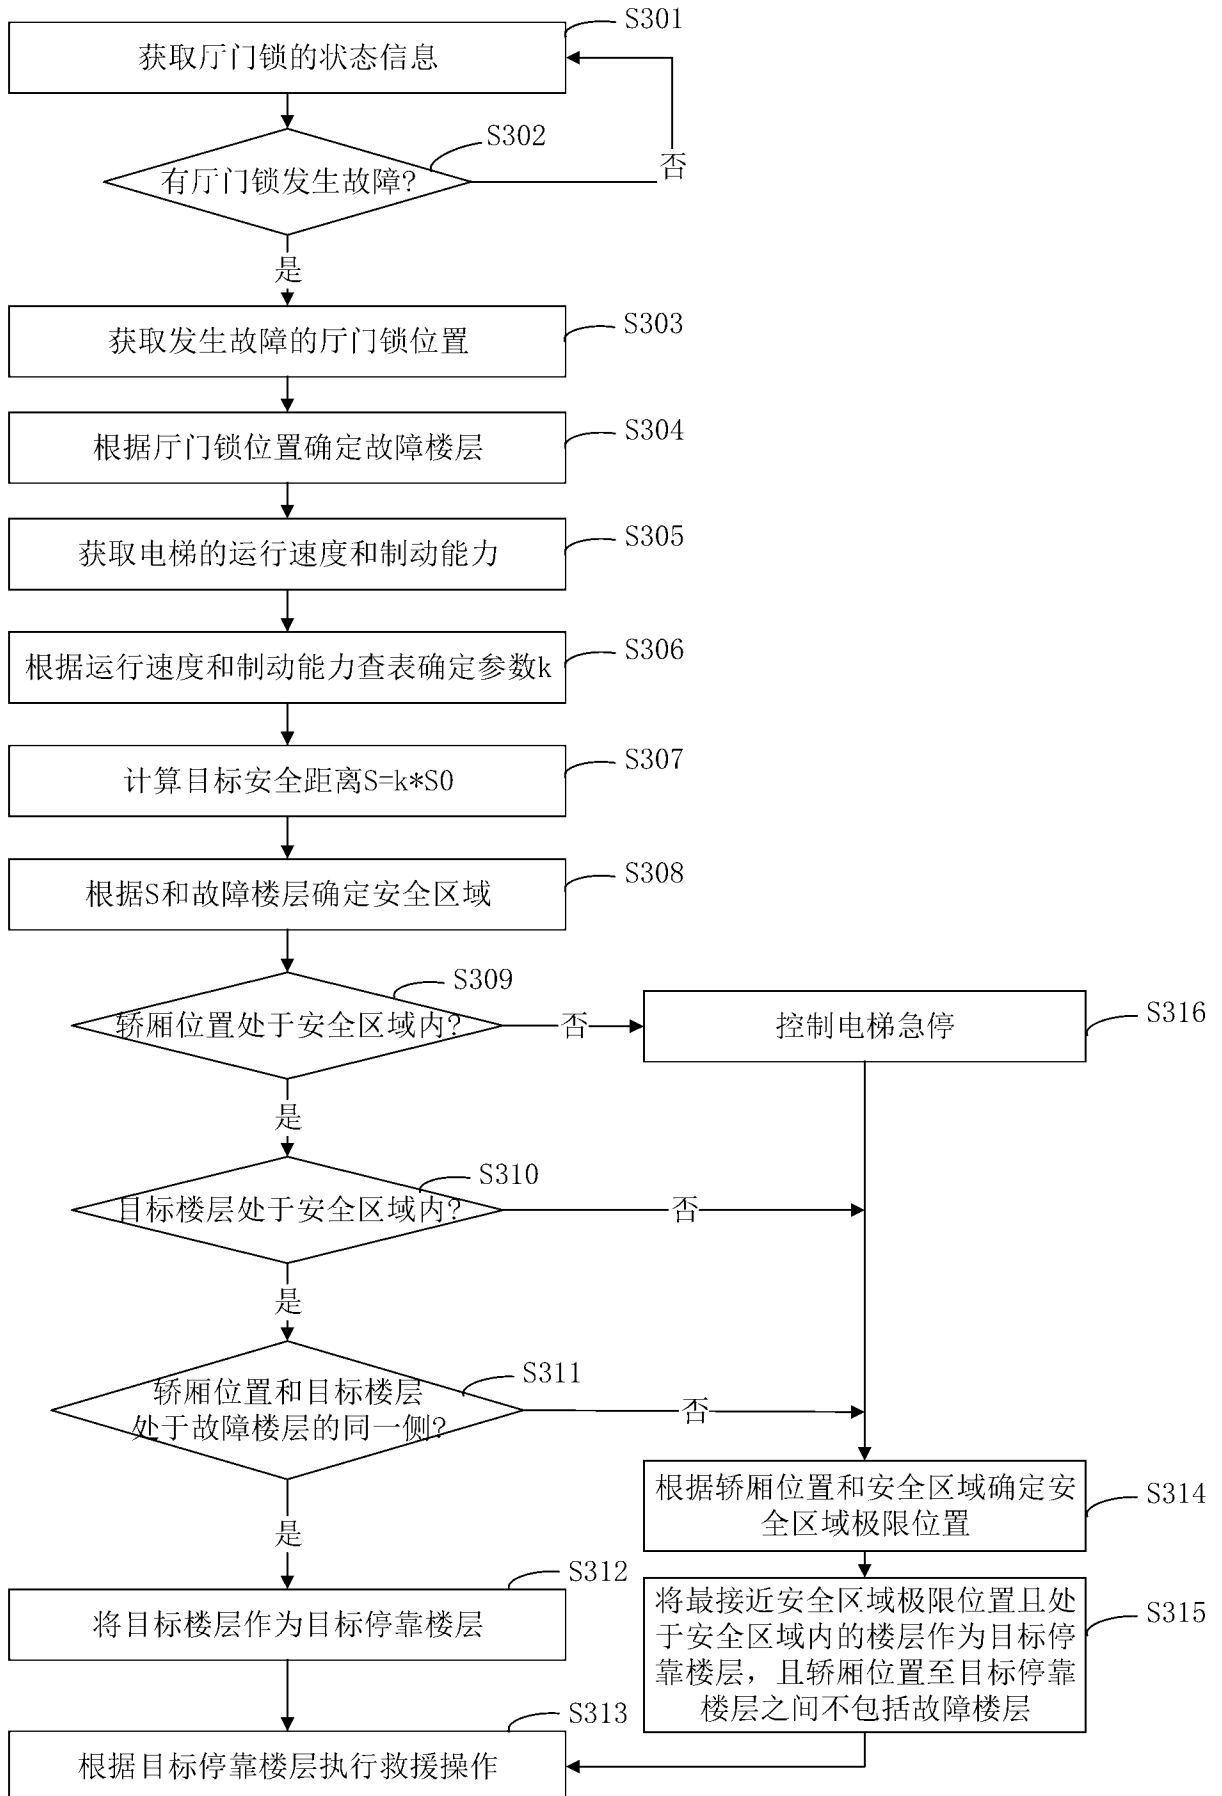 S301
获取厅门锁的状态信息
S302
有厅门锁发生故障?
否
是
S303
获取发生故障的厅门锁位置
S304
根据厅门锁位置确定故障楼层
S305
获取电梯的运行速度和制动能力
S306
根据运行速度和制动能力查表确定参数k
S307
计算目标安全距离S=k*S0
S308
根据S和故障楼层确定安全区域
S309
轿厢位置处于安全区域内?
否
控制电梯急停
S316
是
S310
目标楼层处于安全区域内?
否
是
S311
轿厢位置和目标楼层
处于故障楼层的同一侧?
否
是
根据轿厢位置和安全区域确定安
全区域极限位置
S314
S312
将目标楼层作为目标停靠楼层
将最接近安全区域极限位置且处
于安全区域内的楼层作为目标停
靠楼层，且轿厢位置至目标停靠
楼层之间不包括故障楼层
S315
S313
根据目标停靠楼层执行救援操作